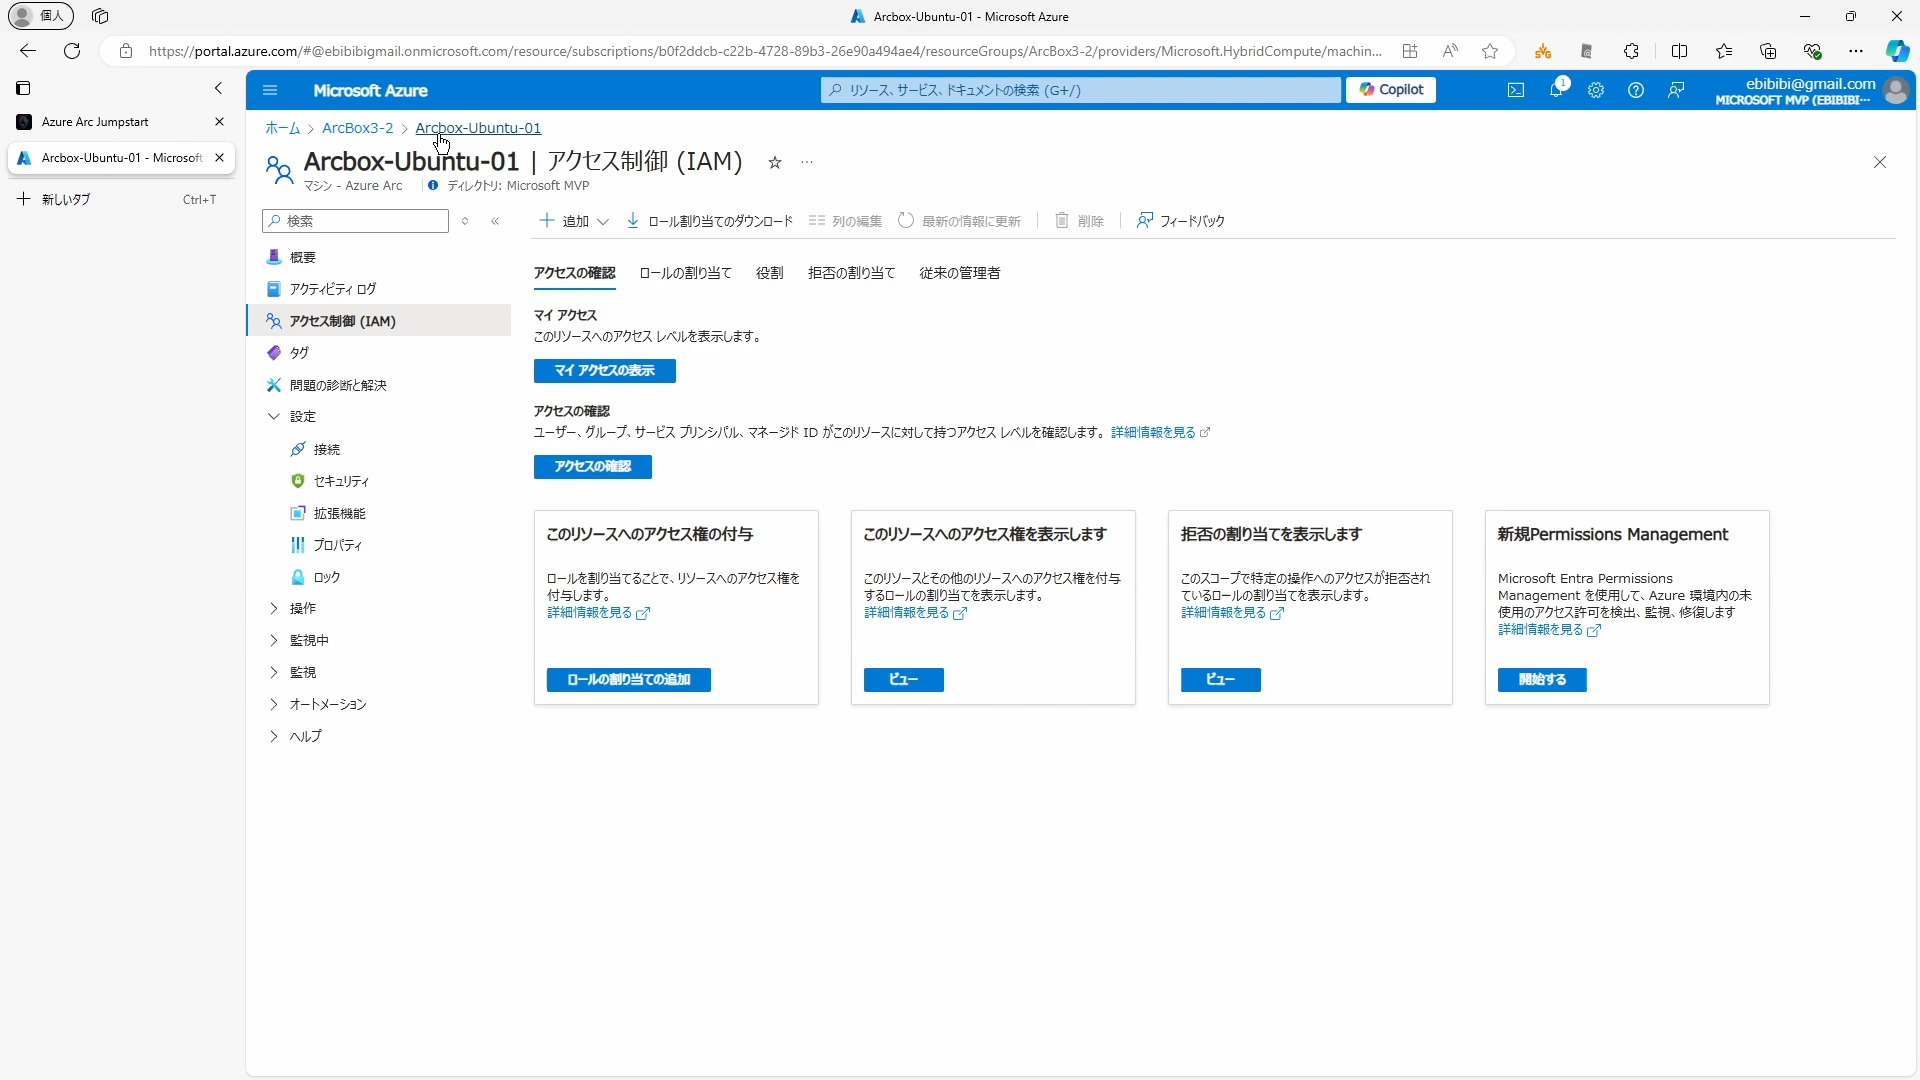 個人
Arcbox-Ubuntu-01 - Microsoft Azure
https://portal.azure.com/#@ebibibigmail.onmicrosoft.com/resource/subscriptions/b0f2ddcb-c22b-4728-89b3-26e90a494ae4/resourceGroups/ArcBox3-2/providers/Microsoft.HybridCompute/machin...
Azure Arc Jumpstart
Arcbox-Ubuntu-01 - Microsoft
新しいタブ Ctrl+T
Microsoft Azure
リソース、サービス、ドキュメントの検索 (G+/)
Copilot
1
ebibibi@gmail.com
MICROSOFT MVP (EBIBIBI-...
ホーム > ArcBox3-2 > Arcbox-Ubuntu-01
Arcbox-Ubuntu-01 | アクセス制御 (IAM)
マシン - Azure Arc
ディレクトリ: Microsoft MVP
検索
追加
ロール割り当てのダウンロード
列の編集
最新の情報に更新
削除
フィードバック
概要
アクティビティ ログ
アクセス制御 (IAM)
タグ
問題の診断と解決
設定
接続
セキュリティ
拡張機能
プロパティ
ロック
操作
監視中
監視
オートメーション
ヘルプ
アクセスの確認 ロールの割り当て 役割 拒否の割り当て 従来の管理者
マイ アクセス
このリソースへのアクセス レベルを表示します。
マイ アクセスの表示
アクセスの確認
ユーザー、グループ、サービス プリンシパル、マネージド ID がこのリソースに対して持つアクセス レベルを確認します。 詳細情報を見る
アクセスの確認
このリソースへのアクセス権の付与
ロールを割り当てることで、リソースへのアクセス権を
付与します。
詳細情報を見る
ロールの割り当ての追加
このリソースへのアクセス権を表示します
このリソースとその他のリソースへのアクセス権を付与
するロールの割り当てを表示します。
詳細情報を見る
ビュー
拒否の割り当てを表示します
このスコープで特定の操作へのアクセスが拒否され
ているロールの割り当てを表示します。
詳細情報を見る
ビュー
新規Permissions Management
Microsoft Entra Permissions
Management を使用して、Azure 環境内の未
使用のアクセス許可を検出、監視、修復します
詳細情報を見る
開始する